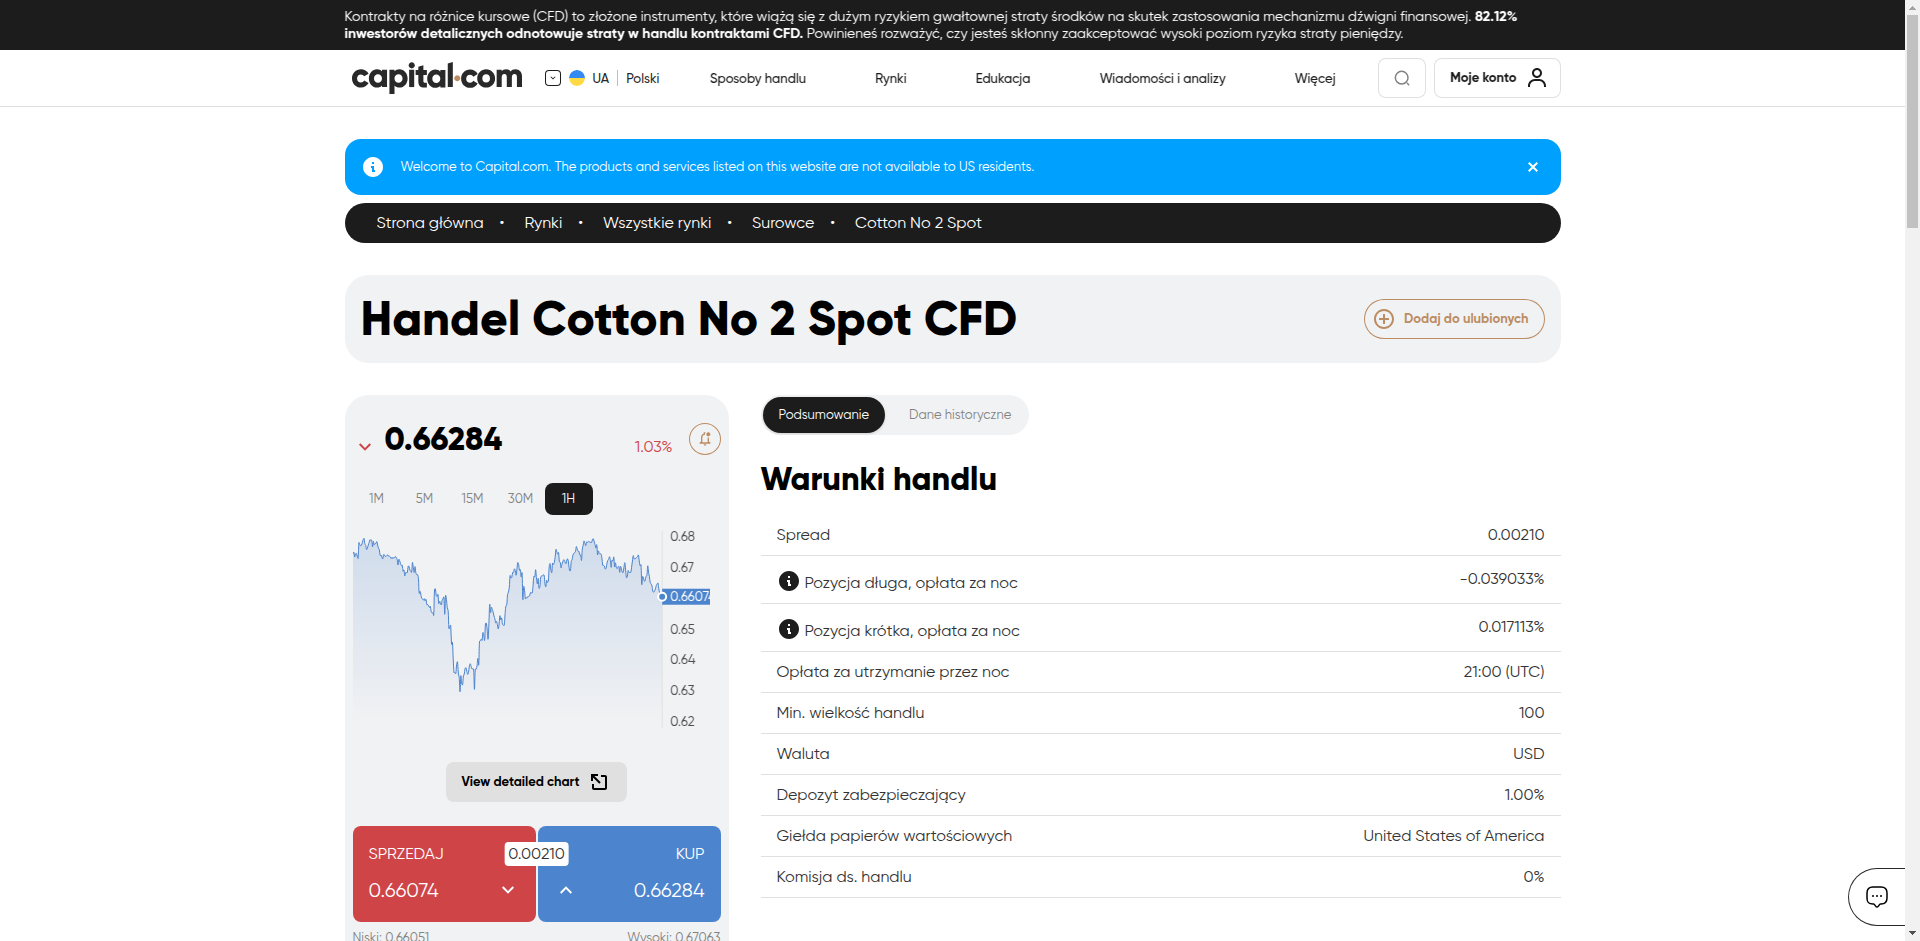 Kontrakty na różnice kursowe (CFD) to złożone instrumenty, które wiążą się z dużym ryzykiem gwałtownej straty środków na skutek zastosowania mechanizmu dźwigni finansowej. 82.12%
inwestorów detalicznych odnotowuje straty w handlu kontraktami CFD. Powinieneś rozważyć, czy jesteś skłonny zaakceptować wysoki poziom ryzyka straty pieniędzy.
capital.com UA Polski Sposoby handlu Rynki Edukacja Wiadomości i analizy Więcej Moje konto
Welcome to Capital.com. The products and services listed on this website are not available to US residents.
Strona główna • Rynki • Wszystkie rynki • Surowce • Cotton No 2 Spot
Handel Cotton No 2 Spot CFD
Dodaj do ulubionych
0.66284 1.03%
1M 5M 15M 30M 1H
0.68
0.67
0.66074
0.65
0.64
0.63
0.62
View detailed chart
SPRZEDAJ 0.00210 KUP
0.66074 0.66284
Niski: 0.66051 Wysoki: 0.67063
Podsumowanie Dane historyczne
Warunki handlu
Spread 0.00210
Pozycja długa, opłata za noc -0.039033%
Pozycja krótka, opłata za noc 0.017113%
Opłata za utrzymanie przez noc 21:00 (UTC)
Min. wielkość handlu 100
Waluta USD
Depozyt zabezpieczający 1.00%
Giełda papierów wartościowych United States of America
Komisja ds. handlu 0%